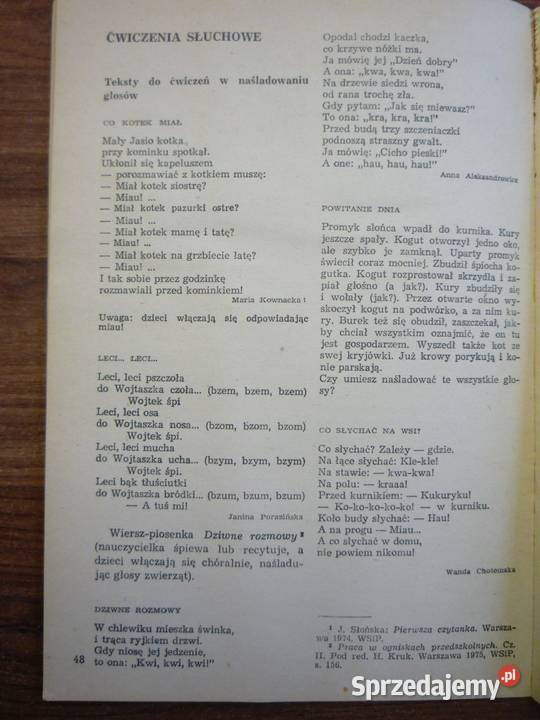 ĆWICZENIA SŁUCHOWE
Teksty do ćwiczeń w naśladowaniu
głosów
CO KOTEK MIAŁ
Mały Jasio kotka,
przy kominku spotkał.
Ukłonił się kapeluszem
— porozmawiać z kotkiem muszę:
— Miał kotek siostrę?
— Miau! ...
— Miał kotek pazurki ostre?
— Miau! ...
— Miał kotek mamę i tatę?
— Miau! ...
— Miał kotek na grzbiecie łatę?
— Miau! ...
I tak sobie przez godzinkę
rozmawiali przed kominkiem!
Maria Kownacka ¹
Uwaga: dzieci włączają się odpowiadając
miau!
LECI... LECI...
Leci, leci pszczoła
do Wojtaszka czoła... (bzem, bzem, bzem)
Wojtek śpi
Leci, leci osa
do Wojtaszka nosa... (bzom, bzom, bzom)
Wojtek śpi.
Leci, leci mucha
do Wojtaszka ucha... (bzym, bzym, bzym)
Wojtek śpi.
Leci bąk tłuściutki
do Wojtaszka bródki... (bzum, bzum, bzum)
— A tuś mi!
Janina Porazińska
Wiersz-piosenka Dziwne rozmowy ²
(nauczycielka śpiewa lub recytuje, a
dzieci włączają się chóralnie, naśladu-
jąc głosy zwierząt).
DZIWNE ROZMOWY
W chlewiku mieszka świnka,
i trąca ryjkiem drzwi.
Gdy niosę jej jedzenie,
to ona: „Kwi, kwi, kwi!"
48
Opodal chodzi kaczka,
co krzywe nóżki ma.
Ja mówię jej „Dzień dobry"
A ona: „kwa, kwa, kwa!"
Na drzewie siedzi wrona,
od rana trochę zła.
Gdy pytam: „Jak się miewasz?"
To ona: „kra, kra, kra!"
Przed budą trzy szczeniaczki
podnoszą straszny gwałt.
Ja mówię: „Cicho pieski!"
A one: „hau, hau, hau!"
Anna Aleksandrowicz
POWITANIE DNIA
Promyk słońca wpadł do kurnika. Kury
jeszcze spały. Kogut otworzył jedno oko,
ale szybko je zamknął. Uparty promyk
świecił coraz mocniej. Zbudził śpiocha ko-
gutka. Kogut rozprostował skrzydła i za-
piał głośno (a jak?). Kury zbudziły się
i wołały (jak?). Przez otwarte okno wy-
skoczył kogut na podwórko, a za nim ku-
ry. Burek też się obudził, zaszczekał, jak-
by chciał wszystkim oznajmić, że on tu
jest gospodarzem. Wyszedł także kot ze
swej kryjówki. Już krowy porykują i ko-
nie parskają.
Czy umiesz naśladować te wszystkie gło-
sy?
CO SŁYCHAĆ NA WSI?
Co słychać? Zależy — gdzie.
Na łące słychać: Kle-kle!
Na stawie: — kwa-kwa!
Na polu: — kraaa!
Przed kurnikiem: — Kukuryku!
— Ko-ko-ko-ko-ko! — w kurniku.
Koło budy słychać: — Hau!
A na progu — Miau...
A co słychać w domu,
nie powiem nikomu!
Wanda Chotomska
¹ J. Słońska: Pierwsza czytanka. Warsza-
wa 1974, WSiP.
² Praca w ogniskach przedszkolnych. Cz.
II. Pod red. H. Kruk. Warszawa 1975, WSiP,
s. 156.
Sprzedajemy.pl